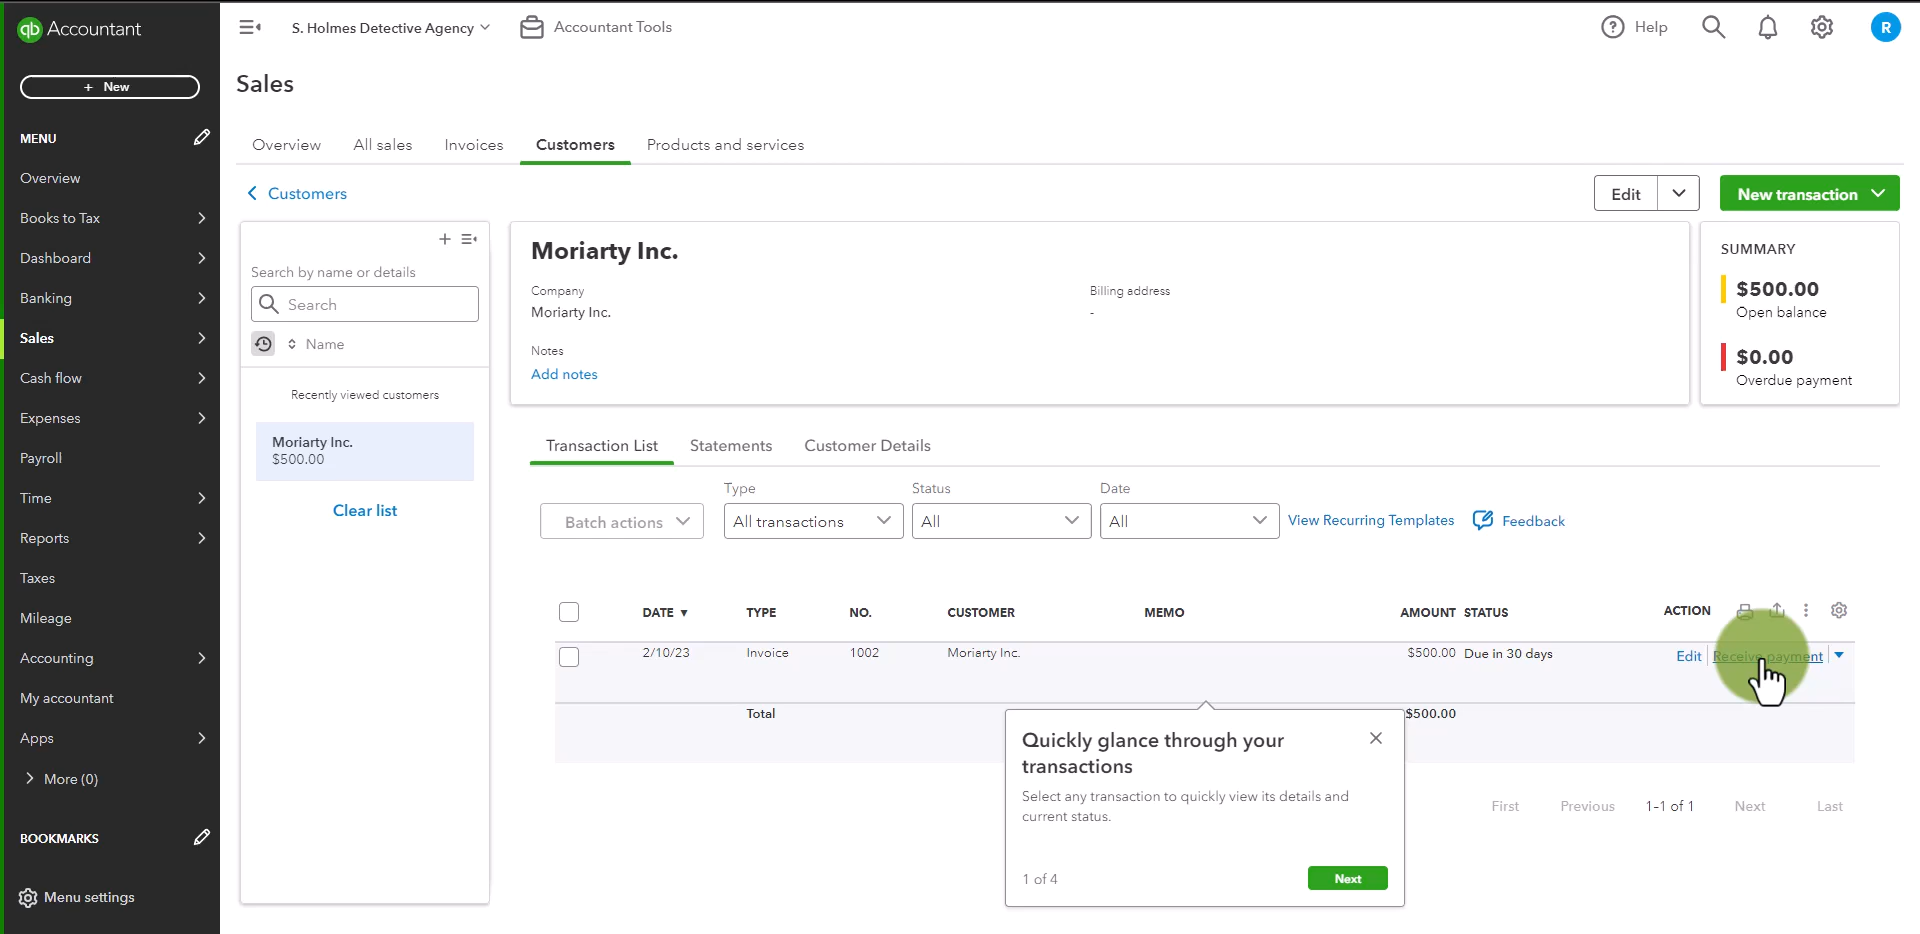 qb Accountant
S. Holmes Detective Agency
Accountant Tools
Help
R
+ New
Sales
MENU
Overview
Books to Tax
Dashboard
Banking
Sales
Cash flow
Expenses
Payroll
Time
Reports
Taxes
Mileage
Accounting
My accountant
Apps
More (0)
BOOKMARKS
Menu settings
Overview
All sales
Invoices
Customers
Products and services
Customers
Edit
New transaction
Search by name or details
Search
Name
Recently viewed customers
Moriarty Inc.
$500.00
Clear list
Moriarty Inc.
Company
Moriarty Inc.
Billing address
-
Notes
Add notes
SUMMARY
$500.00
Open balance
$0.00
Overdue payment
Transaction List
Statements
Customer Details
Batch actions
Type
All transactions
Status
All
Date
All
View Recurring Templates
Feedback
DATE ▼ TYPE NO. CUSTOMER MEMO AMOUNT STATUS ACTION
2/10/23 Invoice 1002 Moriarty Inc. $500.00 Due in 30 days Edit Receive payment
Total $500.00
Quickly glance through your
transactions
Select any transaction to quickly view its details and
current status.
1 of 4
Next
First Previous 1-1 of 1 Next Last